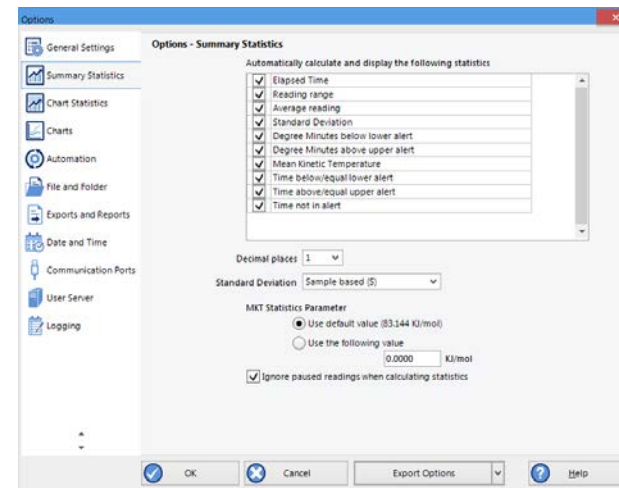 Options
General Settings
Summary Statistics
Chart Statistics
Charts
Automation
File and Folder
Exports and Reports
Date and Time
Communication Ports
User Server
Logging
Options - Summary Statistics
Automatically calculate and display the following statistics
Elapsed Time
Reading range
Average reading
Standard Deviation
Degree Minutes below lower alert
Degree Minutes above upper alert
Mean Kinetic Temperature
Time below/equal lower alert
Time above/equal upper alert
Time not in alert
Decimal places 1
Standard Deviation Sample based (S)
MKT Statistics Parameter
Use default value (83.144 KJ/mol)
Use the following value
0.0000 KJ/mol
Ignore paused readings when calculating statistics
OK Cancel Export Options Help